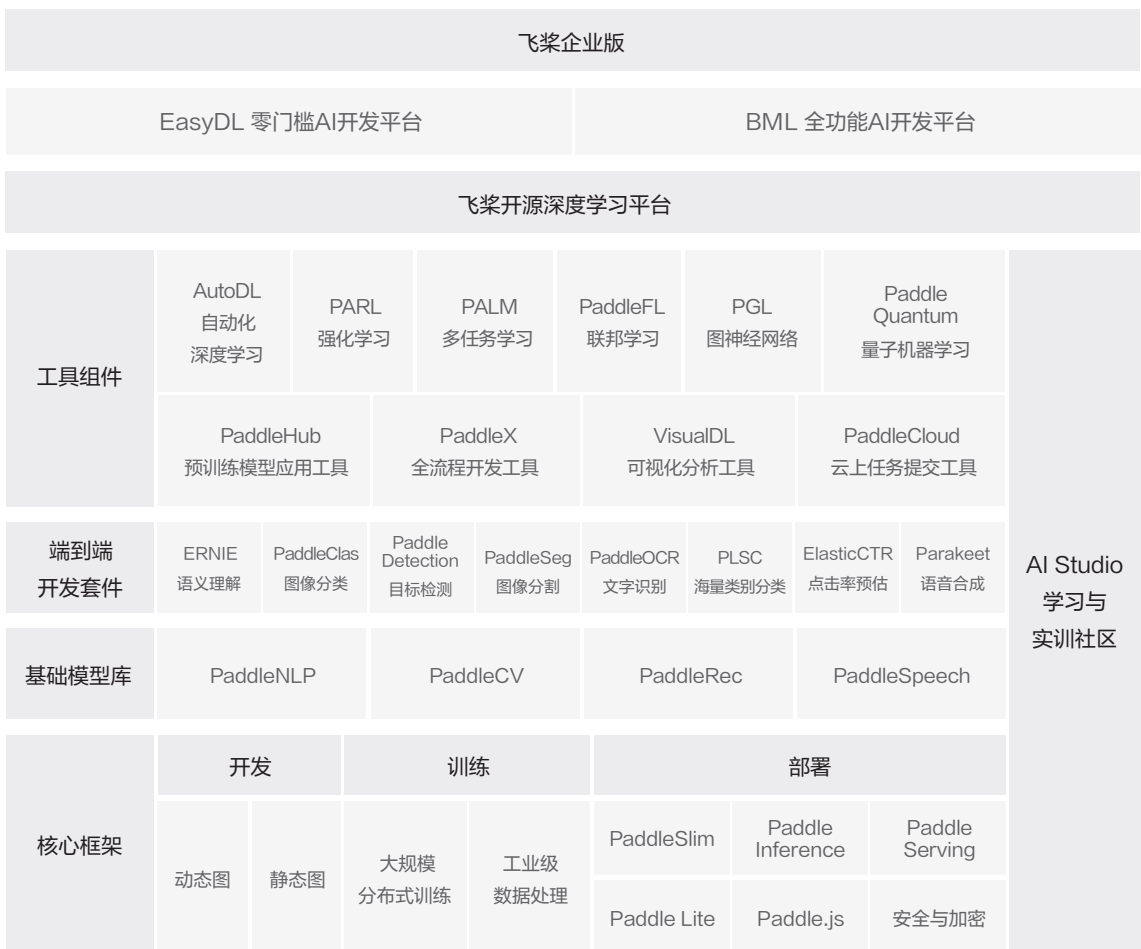 飞桨企业版
EasyDL 零门槛AI开发平台
BML 全功能AI开发平台
飞桨开源深度学习平台
工具组件
AutoDL
自动化
深度学习
PARL
强化学习
PALM
多任务学习
PaddleFL
联邦学习
PGL
图神经网络
Paddle
Quantum
量子机器学习
PaddleHub
预训练模型应用工具
PaddleX
全流程开发工具
VisualDL
可视化分析工具
PaddleCloud
云上任务提交工具
端到端
开发套件
ERNIE
语义理解
PaddleClas
图像分类
Paddle
Detection
目标检测
PaddleSeg
图像分割
PaddleOCR
文字识别
PLSC
海量类别分类
ElasticCTR
点击率预估
Parakeet
语音合成
基础模型库
PaddleNLP
PaddleCV
PaddleRec
PaddleSpeech
核心框架
开发
动态图
静态图
训练
大规模
分布式训练
工业级
数据处理
部署
PaddleSlim
Paddle
Inference
Paddle
Serving
Paddle Lite
Paddle.js
安全与加密
AI Studio
学习与
实训社区